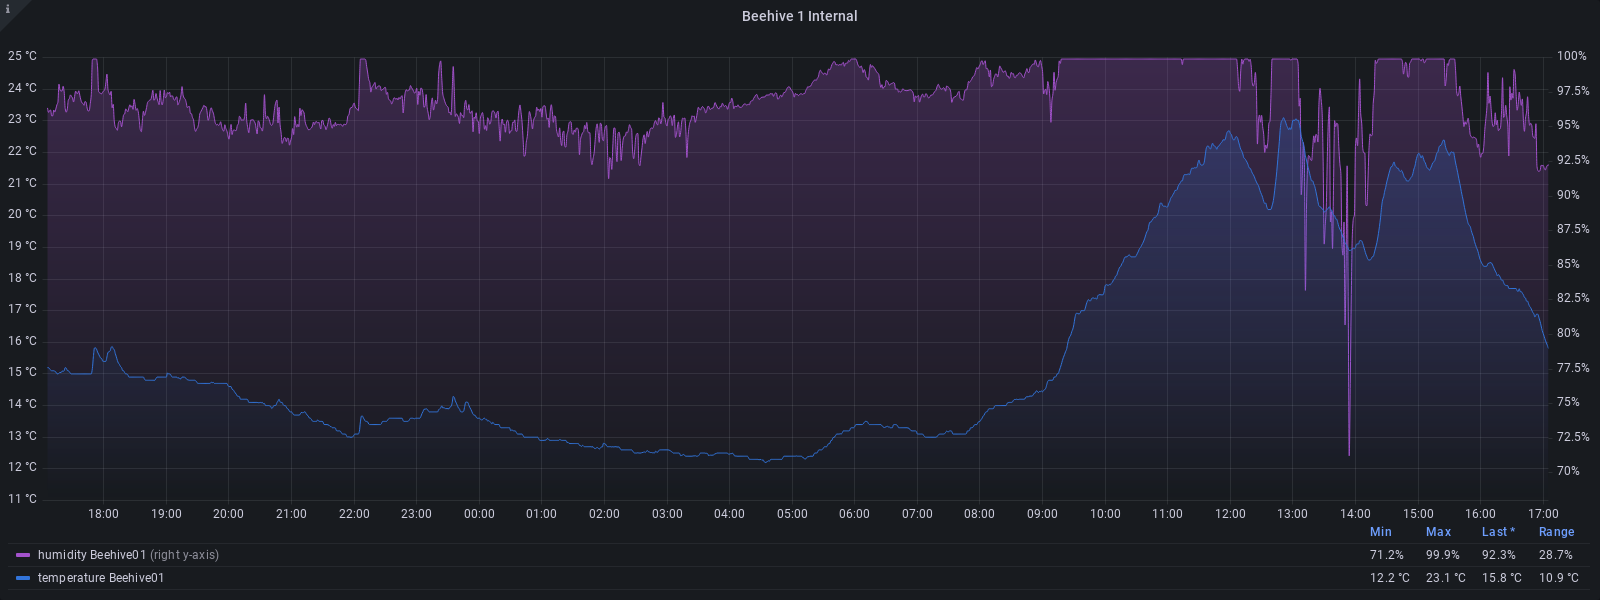 i
Beehive 1 Internal
25 °C 100%
24 °C 97.5%
23 °C 95%
22 °C 92.5%
21 °C 90%
20 °C 87.5%
19 °C 85%
18 °C 82.5%
17 °C 80%
16 °C 77.5%
15 °C 75%
14 °C 72.5%
13 °C 70%
12 °C
11 °C
18:00 19:00 20:00 21:00 22:00 23:00 00:00 01:00 02:00 03:00 04:00 05:00 06:00 07:00 08:00 09:00 10:00 11:00 12:00 13:00 14:00 15:00 16:00 17:00
Min Max Last * Range
humidity Beehive01 (right y-axis) 71.2% 99.9% 92.3% 28.7%
temperature Beehive01 12.2 °C 23.1 °C 15.8 °C 10.9 °C